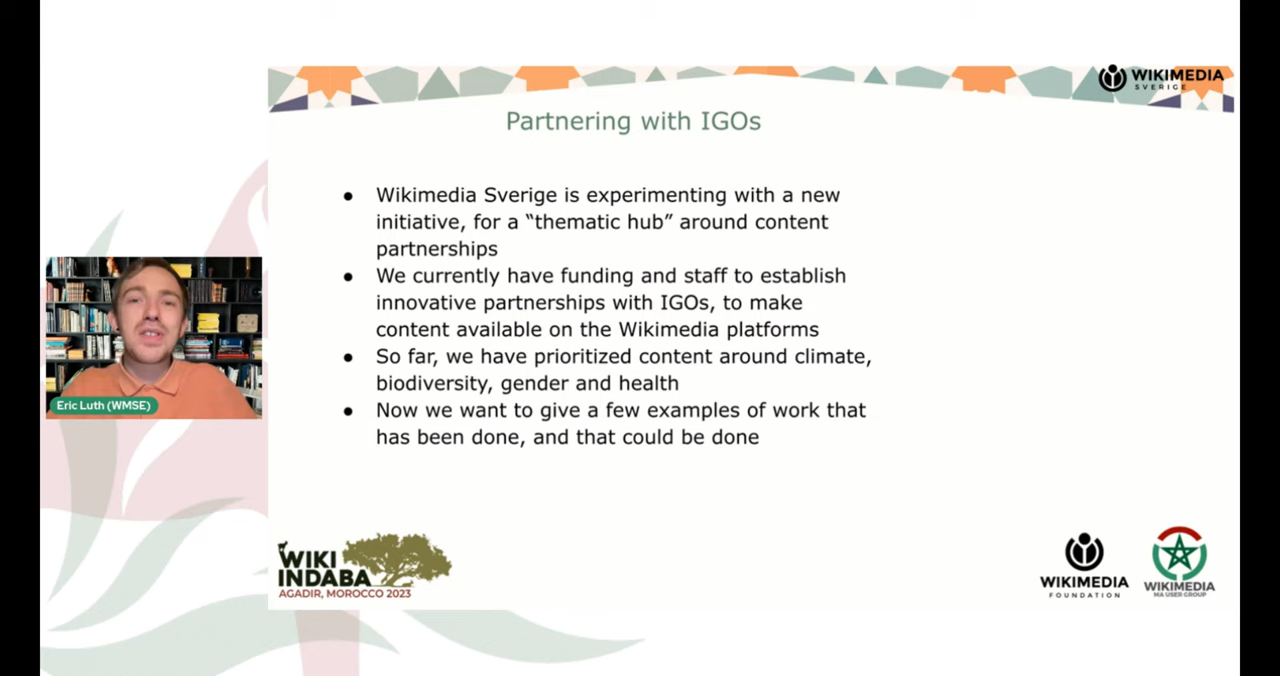 WIKIMEDIA
SVERIGE
Partnering with IGOs
● Wikimedia Sverige is experimenting with a new
initiative, for a “thematic hub” around content
partnerships
● We currently have funding and staff to establish
innovative partnerships with IGOs, to make
content available on the Wikimedia platforms
● So far, we have prioritized content around climate,
biodiversity, gender and health
● Now we want to give a few examples of work that
has been done, and that could be done
Eric Luth (WMSE)
WIKI
INDABA
AGADIR, MOROCCO 2023
WIKIMEDIA
FOUNDATION
WIKIMEDIA
MA USER GROUP